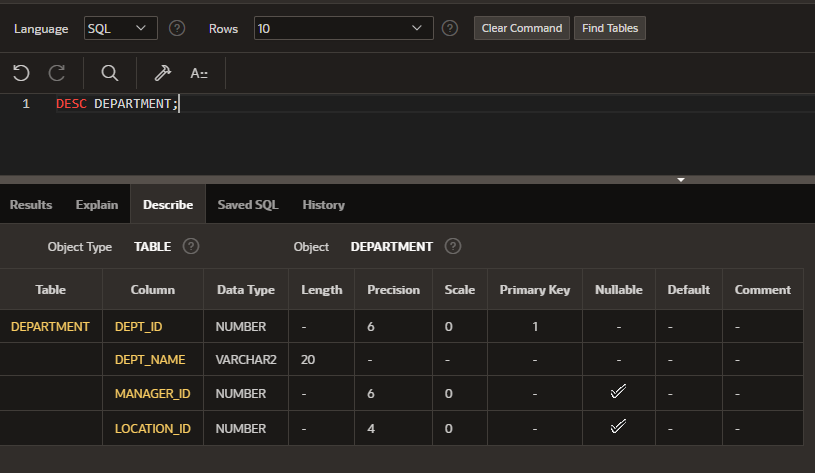 Language SQL ? Rows 10 ? Clear Command Find Tables
A::
1 DESC DEPARTMENT;
Results Explain Describe Saved SQL History
Object Type TABLE ? Object DEPARTMENT ?
Table Column Data Type Length Precision Scale Primary Key Nullable Default Comment
DEPARTMENT DEPT_ID NUMBER - 6 0 1 - - -
DEPT_NAME VARCHAR2 20 - - - - - -
MANAGER_ID NUMBER - 6 0 - ✓ - -
LOCATION_ID NUMBER - 4 0 - ✓ - -